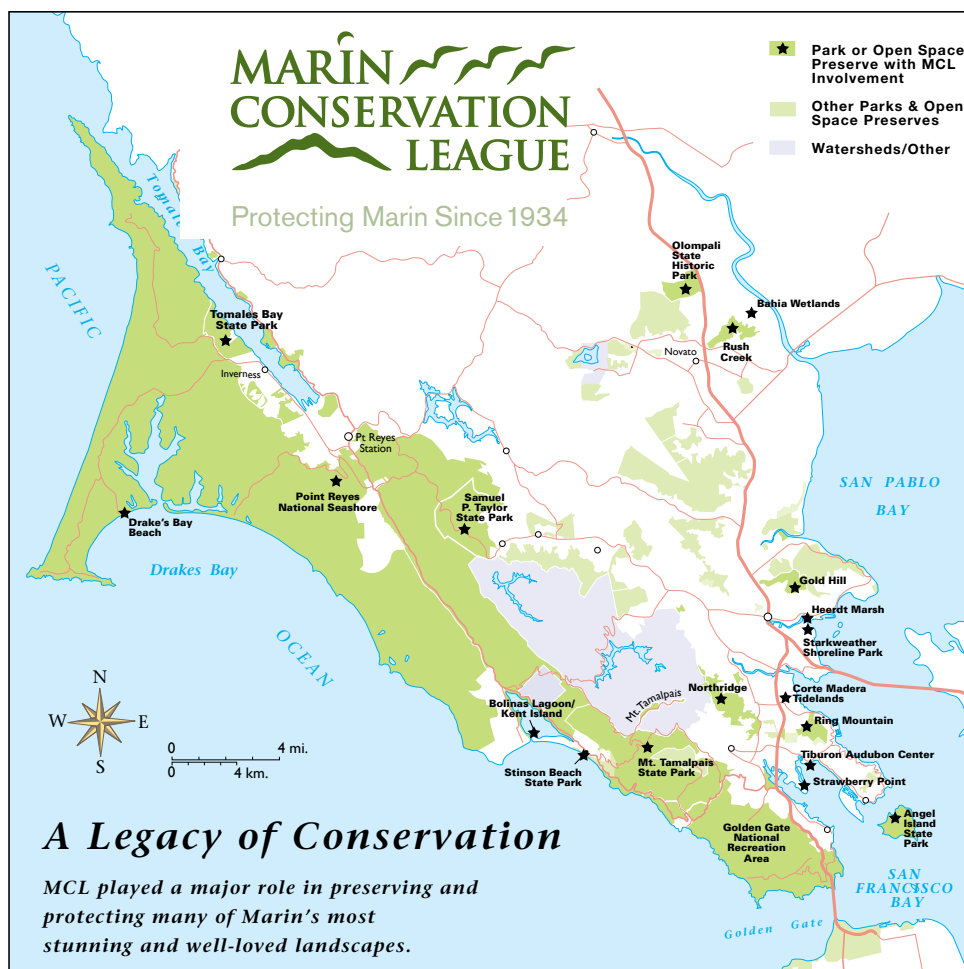 MARIN
CONSERVATION
LEAGUE
Protecting Marin Since 1934
Park or Open Space
Preserve with MCL
Involvement
Other Parks & Open
Space Preserves
Watersheds/Other
Tomales
Bay
PACIFIC
Olompali
State
Historic
Park
Bahia Wetlands
Rush
Creek
Novato
Tomales Bay
State Park
Inverness
Pt Reyes
Station
Point Reyes
National Seashore
Samuel
P. Taylor
State Park
SAN PABLO
BAY
Drake's Bay
Beach
Drakes Bay
OCEAN
Gold Hill
Heerdt Marsh
Starkweather
Shoreline Park
Northridge
Mt. Tamalpais
Corte Madera
Tidelands
Ring Mountain
Bolinas Lagoon/
Kent Island
Stinson Beach
State Park
Mt. Tamalpais
State Park
Tiburon Audubon Center
Strawberry Point
Angel
Island
State
Park
Golden Gate
National
Recreation
Area
SAN
FRANCISCO
BAY
Golden Gate
N
W E
S
0 4 mi.
0 4 km.
A Legacy of Conservation
MCL played a major role in preserving and
protecting many of Marin's most
stunning and well-loved landscapes.